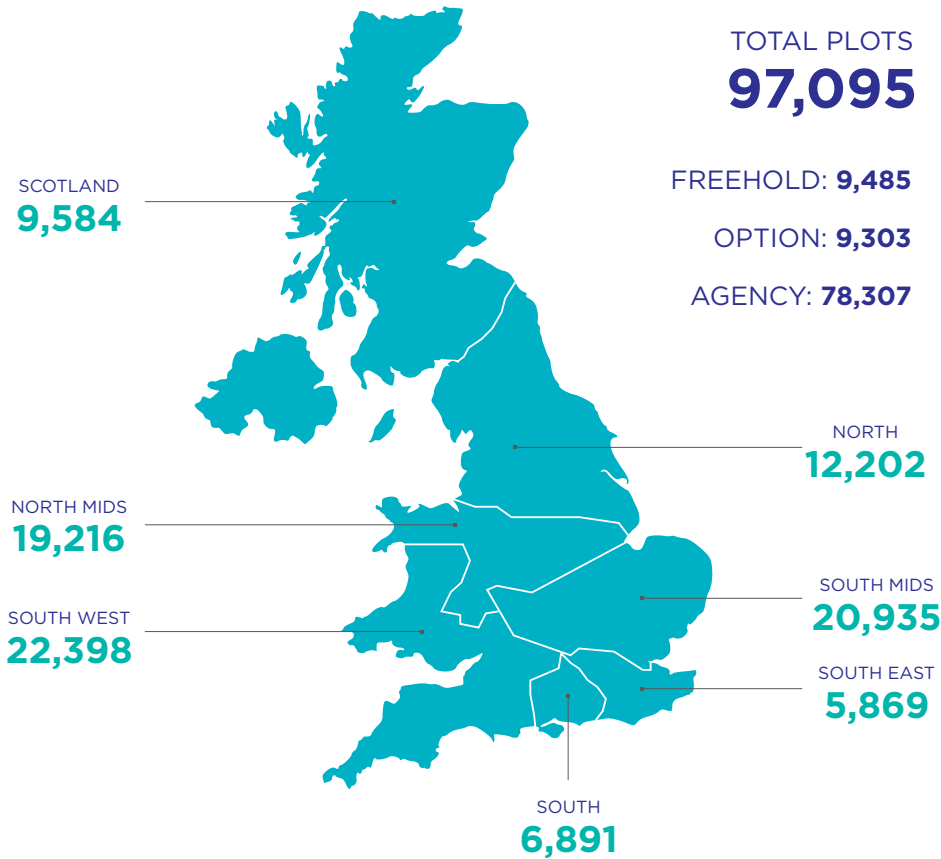 TOTAL PLOTS
97,095
FREEHOLD: 9,485
OPTION: 9,303
AGENCY: 78,307
SCOTLAND
9,584
NORTH
12,202
NORTH MIDS
19,216
SOUTH MIDS
20,935
SOUTH WEST
22,398
SOUTH EAST
5,869
SOUTH
6,891